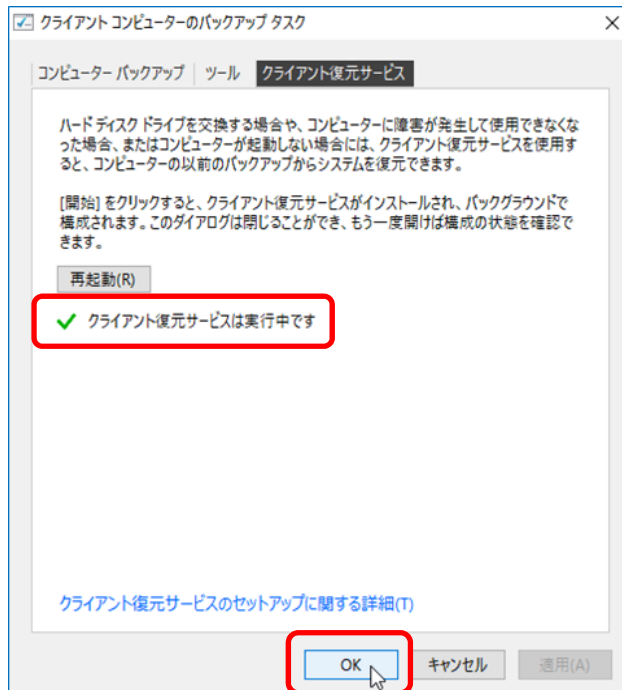 クライアント コンピューターのバックアップ タスク
コンピューター バックアップ ツール クライアント復元サービス
ハード ディスク ドライブを交換する場合や、コンピューターに障害が発生して使用できなくな
った場合、またはコンピューターが起動しない場合には、クライアント復元サービスを使用す
ると、コンピューターの以前のバックアップからシステムを復元できます。
[開始] をクリックすると、クライアント復元サービスがインストールされ、バックグラウンドで
構成されます。このダイアログは閉じることができ、もう一度開けば構成の状態を確認で
きます。
再起動(R)
クライアント復元サービスは実行中です
クライアント復元サービスのセットアップに関する詳細(T)
OK キャンセル 適用(A)